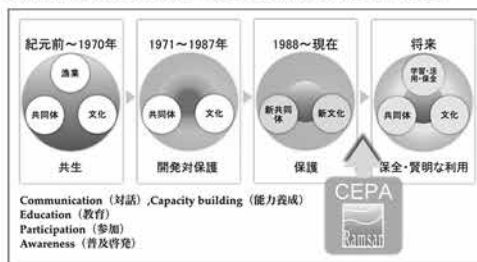 紀元前～1970年
1971～1987年
1988～現在
将来
漁業
共同体
文化
共生
共同体
文化
開発対保護
新共同体
新文化
保護
学習・活
用・保全
共同体
文化
保全・賢明な利用
CEPA
Ramsar
Communication（対話）,Capacity building（能力養成）
Education（教育）
Participation（参加）
Awareness（普及啓発）